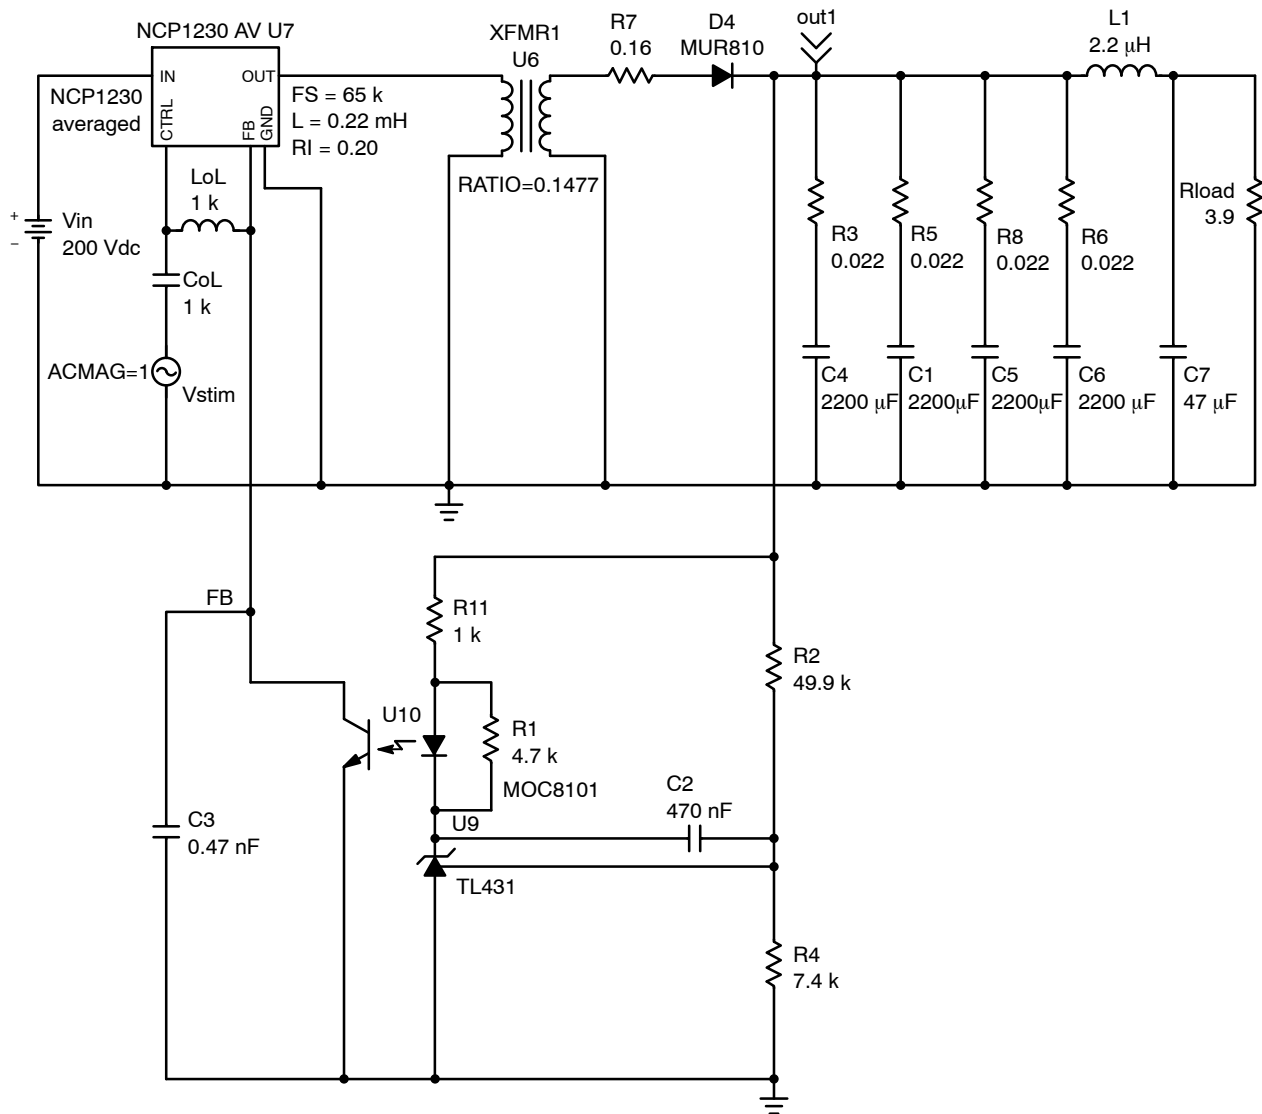 NCP1230 AV U7
IN
OUT
CTRL
FB
GND
NCP1230
averaged
FS = 65 k
L = 0.22 mH
RI = 0.20
XFMR1
U6
RATIO=0.1477
R7
0.16
D4
MUR810
out1
L1
2.2 μH
LoL
1 k
+
–
Vin
200 Vdc
CoL
1 k
ACMAG=1
Vstim
R3
0.022
R5
0.022
R8
0.022
R6
0.022
Rload
3.9
C4
2200 μF
C1
2200μF
C5
2200μF
C6
2200 μF
C7
47 μF
FB
R11
1 k
R2
49.9 k
U10
R1
4.7 k
MOC8101
C2
470 nF
U9
TL431
C3
0.47 nF
R4
7.4 k